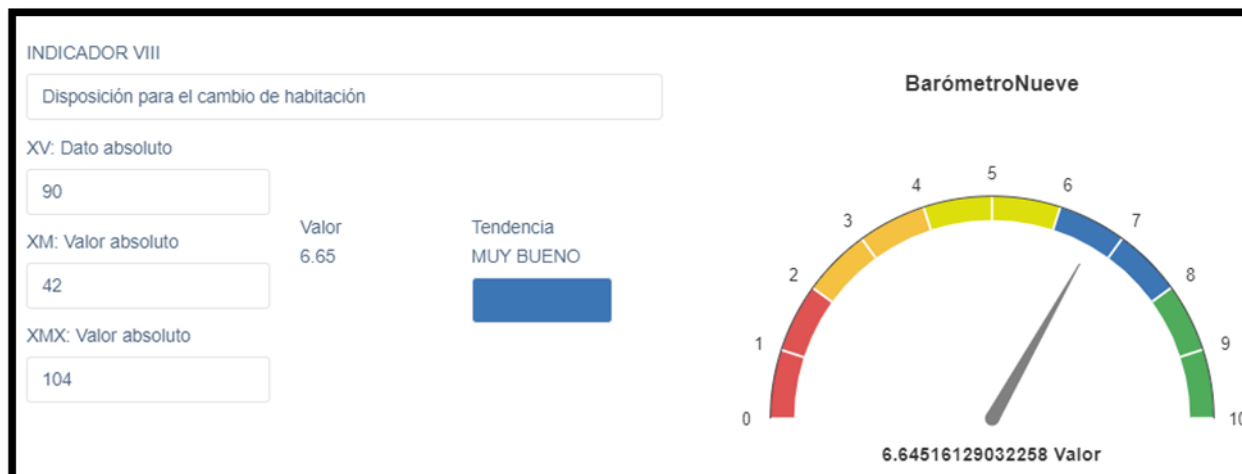 INDICADOR VIII
Disposición para el cambio de habitación
XV: Dato absoluto
90
XM: Valor absoluto
42
XMX: Valor absoluto
104
Valor
6.65
Tendencia
MUY BUENO
BarómetroNueve
0
1
2
3
4
5
6
7
8
9
10
6.64516129032258 Valor